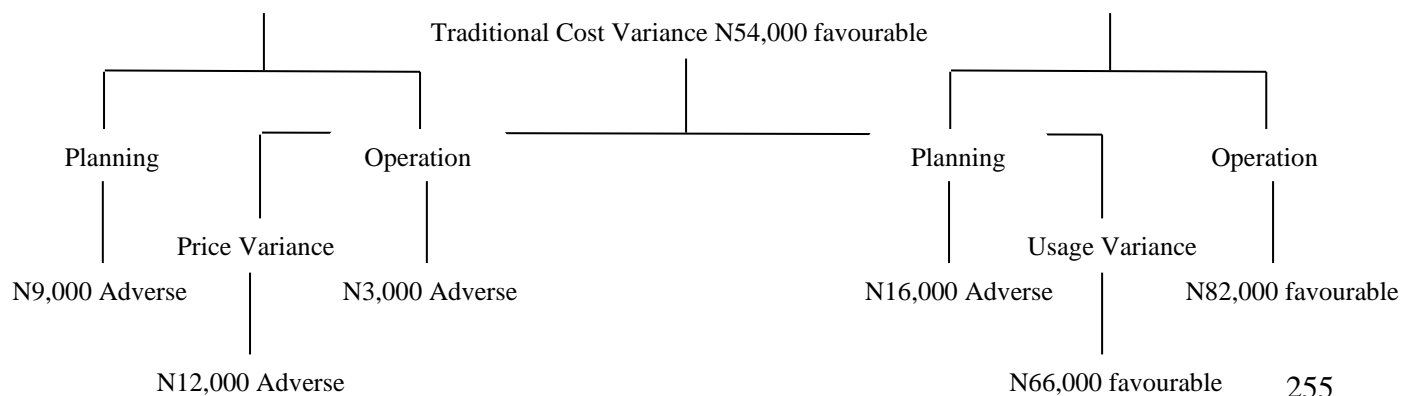 Traditional Cost Variance N54,000 favourable
Planning Operation Planning Operation
Price Variance Usage Variance
N9,000 Adverse N3,000 Adverse N16,000 Adverse N82,000 favourable
N12,000 Adverse N66,000 favourable 255